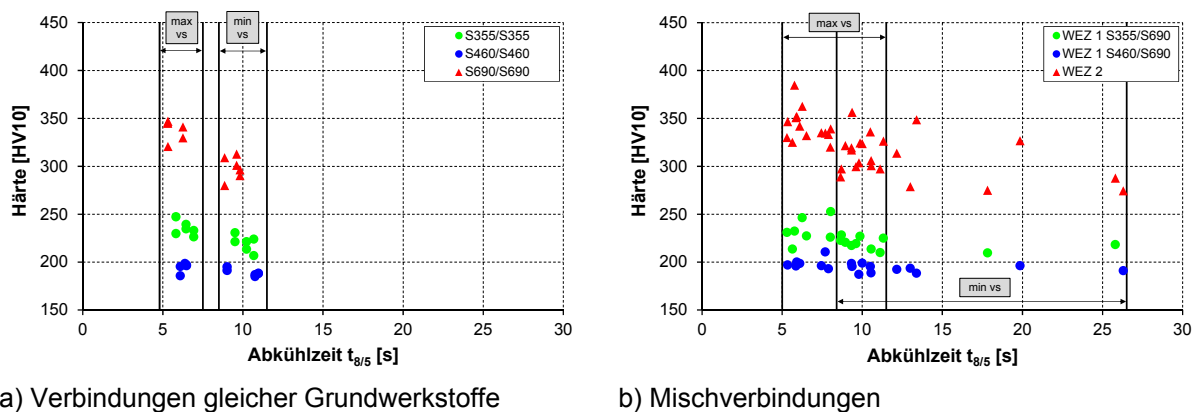 450
400
350
300
250
200
150
Härte [HV10]
0 5 10 15 20 25 30
Abkühlzeit t8/5 [s]
max vs
min vs
S355/S355
S460/S460
S690/S690
a) Verbindungen gleicher Grundwerkstoffe
450
400
350
300
250
200
150
Härte [HV10]
0 5 10 15 20 25 30
Abkühlzeit t8/5 [s]
max vs
min vs
WEZ 1 S355/S690
WEZ 1 S460/S690
WEZ 2
b) Mischverbindungen